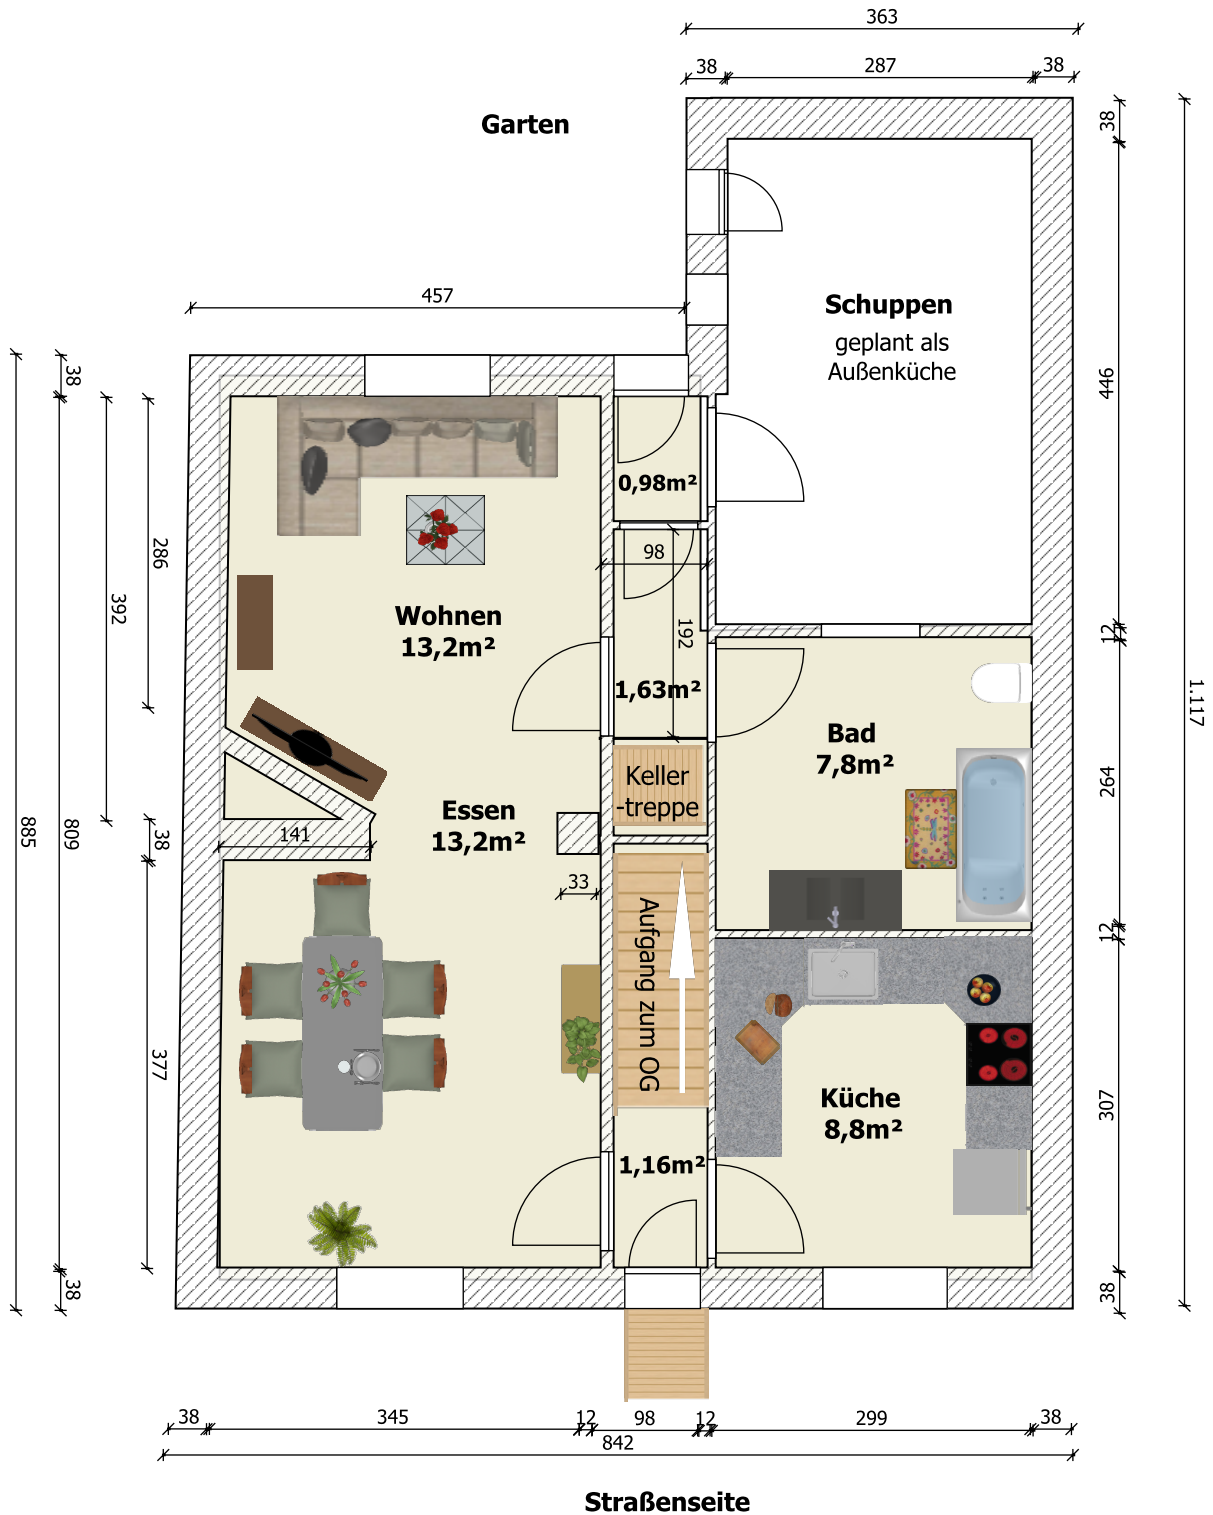 363
38
287
38
Garten
38
457
Schuppen
geplant als
Außenküche
446
1.117
38
286
392
0,98m²
98
192
12
Wohnen
13,2m²
1,63m²
Bad
7,8m²
Keller
-treppe
264
Essen
13,2m²
885
809
38
141
33
12
Aufgang zum OG
377
Küche
8,8m²
307
1,16m²
38
38
38
345
12
98
12
299
38
842
Straßenseite